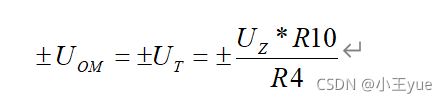 ±U_OM = ±U_T = ± U_Z * R10 / R4
CSDN @小王yue